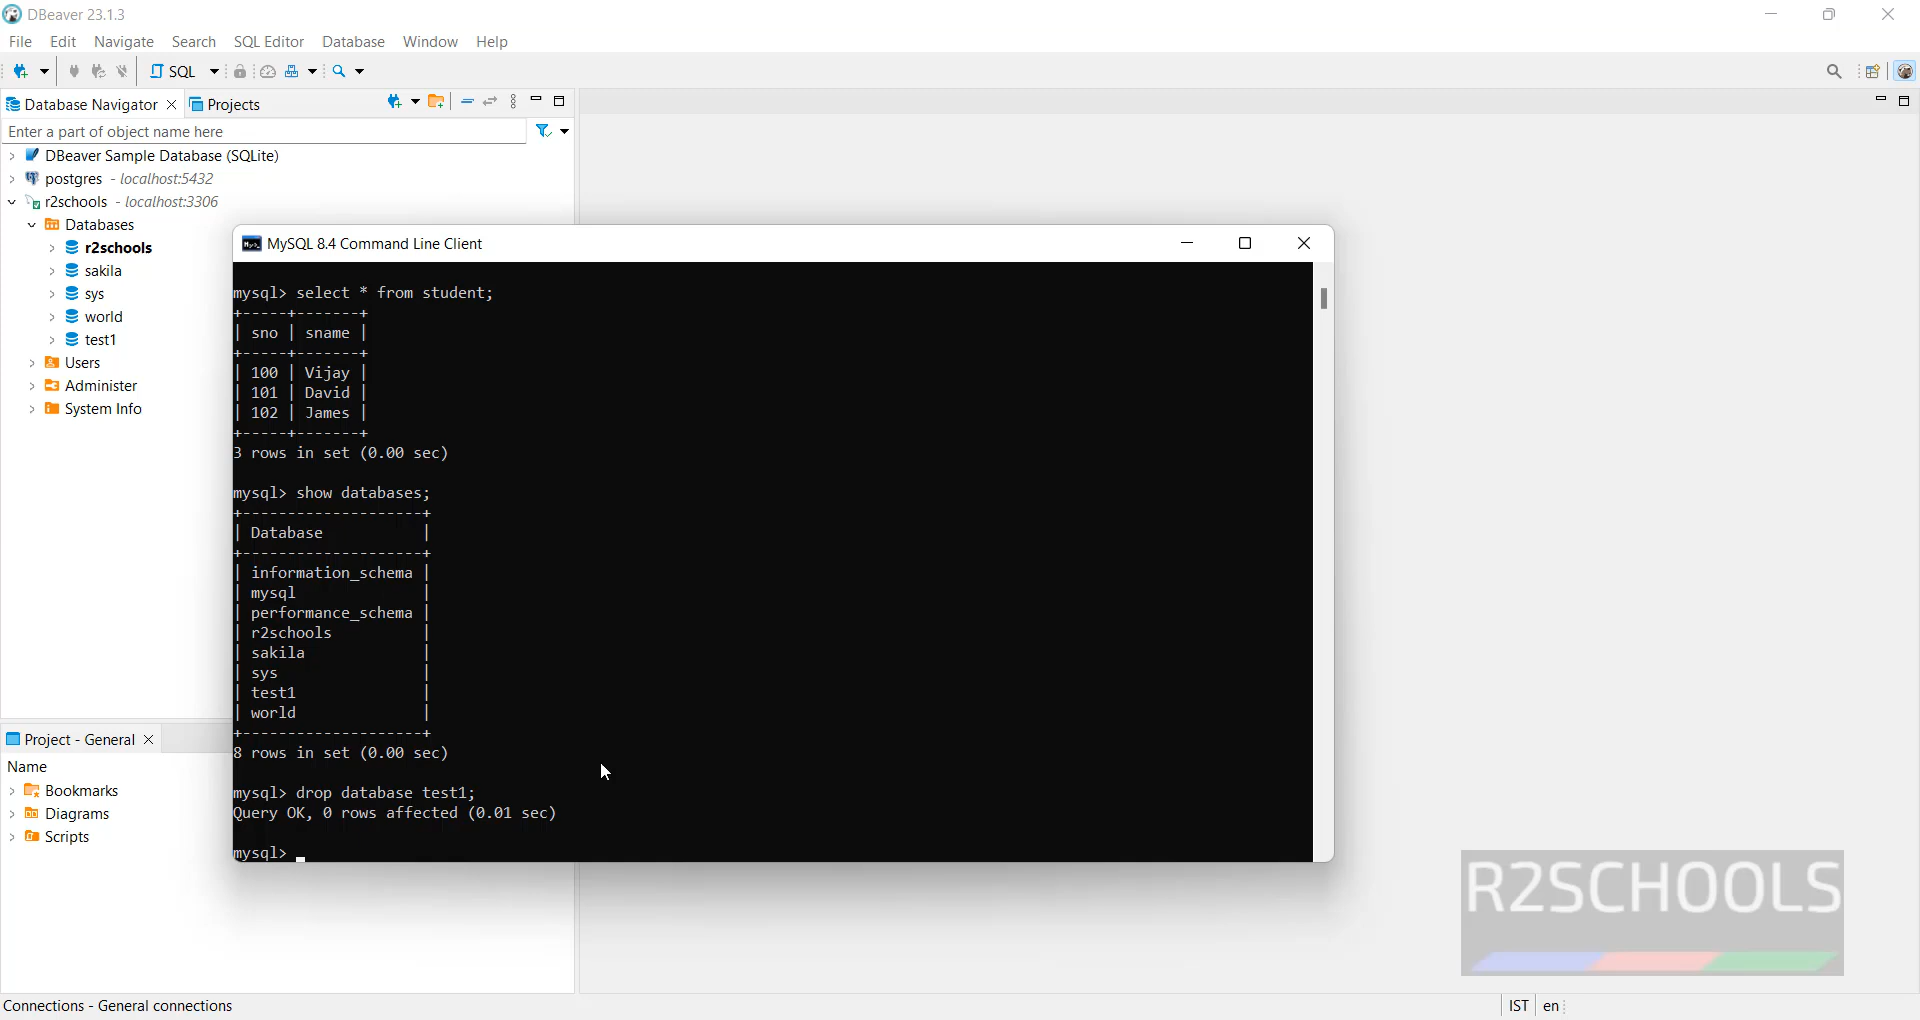 DBeaver 23.1.3
File Edit Navigate Search SQL Editor Database Window Help
SQL
Database Navigator Projects
Enter a part of object name here
DBeaver Sample Database (SQLite)
postgres - localhost:5432
r2schools - localhost:3306
Databases
r2schools
sakila
sys
world
test1
Users
Administer
System Info
MySQL 8.4 Command Line Client
mysql> select * from student;
+-----+-------+
| sno | sname |
+-----+-------+
| 100 | Vijay |
| 101 | David |
| 102 | James |
+-----+-------+
3 rows in set (0.00 sec)
mysql> show databases;
+--------------------+
| Database           |
+--------------------+
| information_schema |
| mysql              |
| performance_schema |
| r2schools          |
| sakila             |
| sys                |
| test1              |
| world              |
+--------------------+
8 rows in set (0.00 sec)
mysql> drop database test1;
Query OK, 0 rows affected (0.01 sec)
mysql>
Project - General
Name
Bookmarks
Diagrams
Scripts
R2SCHOOLS
Connections - General connections
IST en